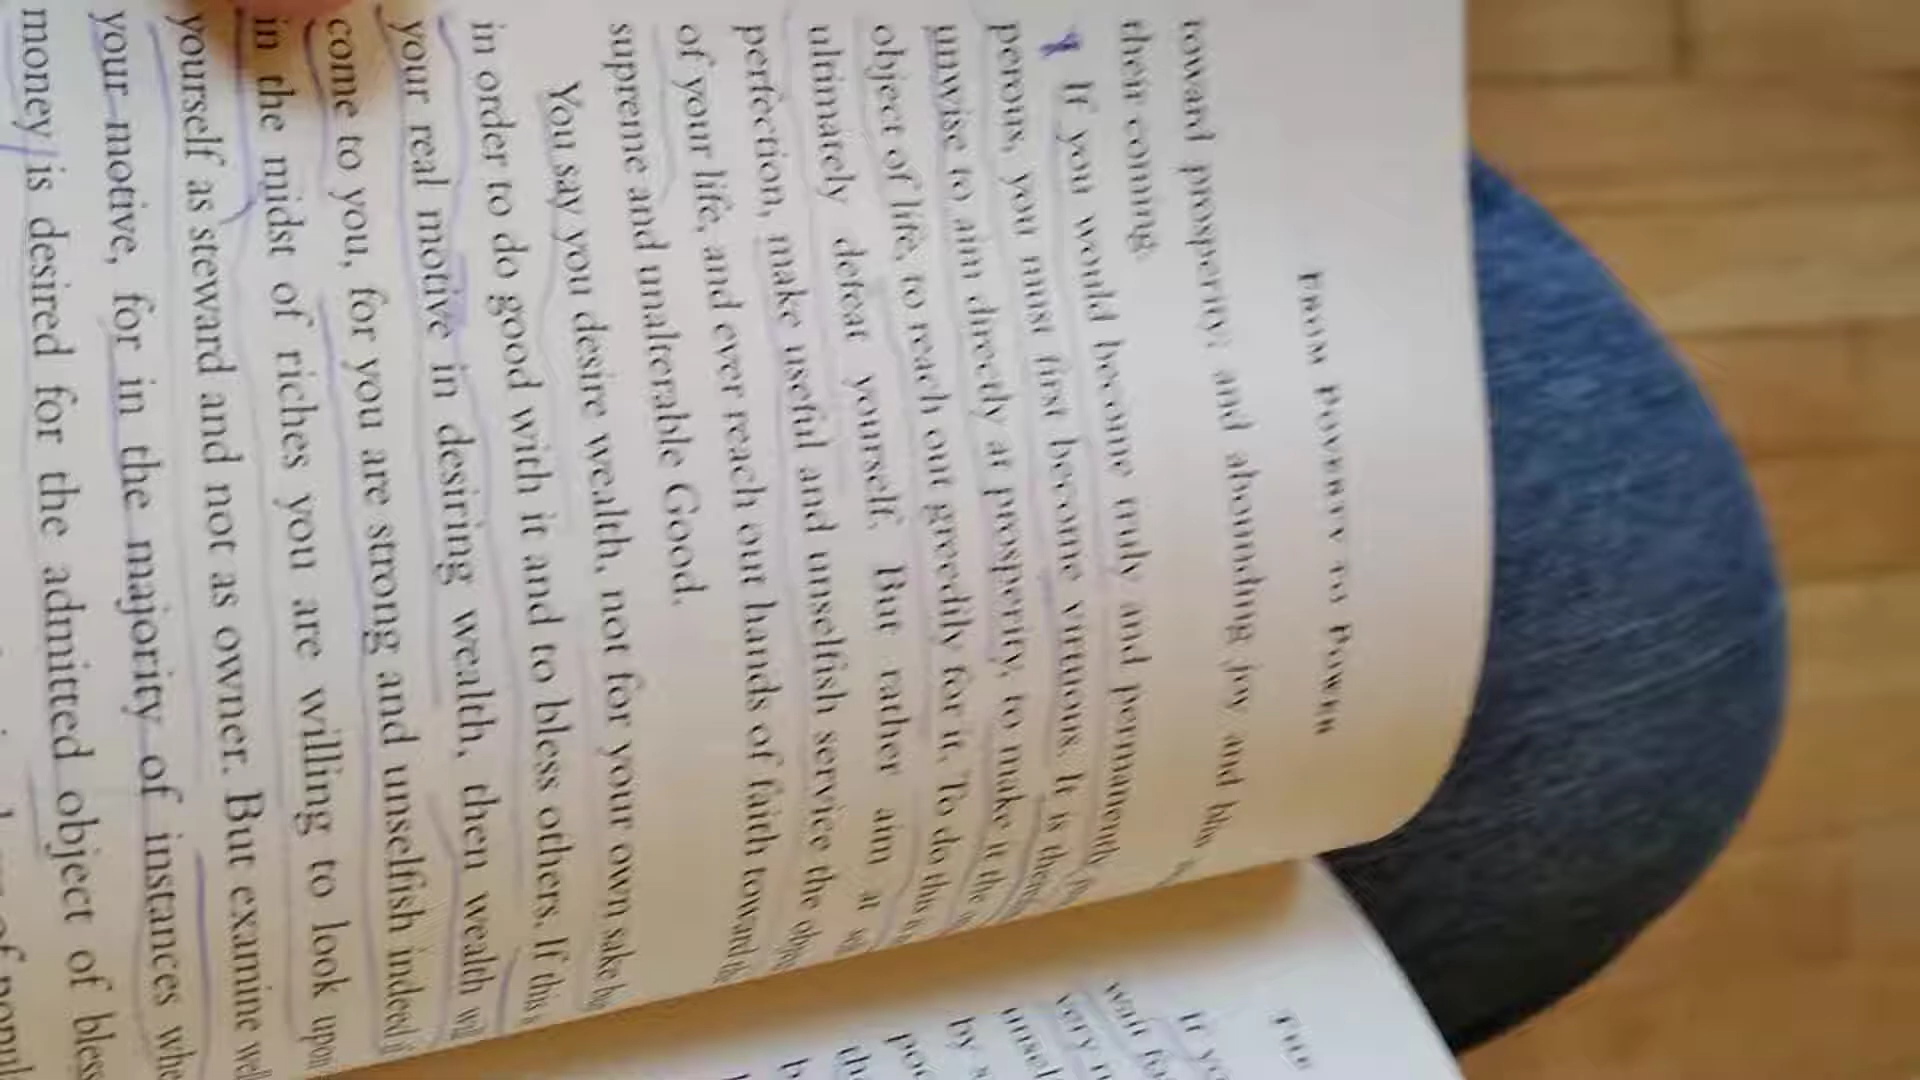 FROM POVERTY TO POWER
toward prosperity; and abounding joy and bliss
their coming.
If you would become truly and permanently
perous, you must first become virtuous. It is
unwise to aim directly at prosperity, to make it the
object of life, to reach out greedily for it. To do this
ultimately defeat yourself. But rather aim at
perfection, make useful and unselfish service the
of your life, and ever reach out hands of faith toward
supreme and unalterable Good.
You say you desire wealth, not for your own sake
in order to do good with it and to bless others. If this
your real motive in desiring wealth, then wealth
come to you, for you are strong and unselfish indeed
in the midst of riches you are willing to look upon
yourself as steward and not as owner. But examine well
your motive, for in the majority of instances
money is desired for the admitted object of
THE
If
wait
very
by